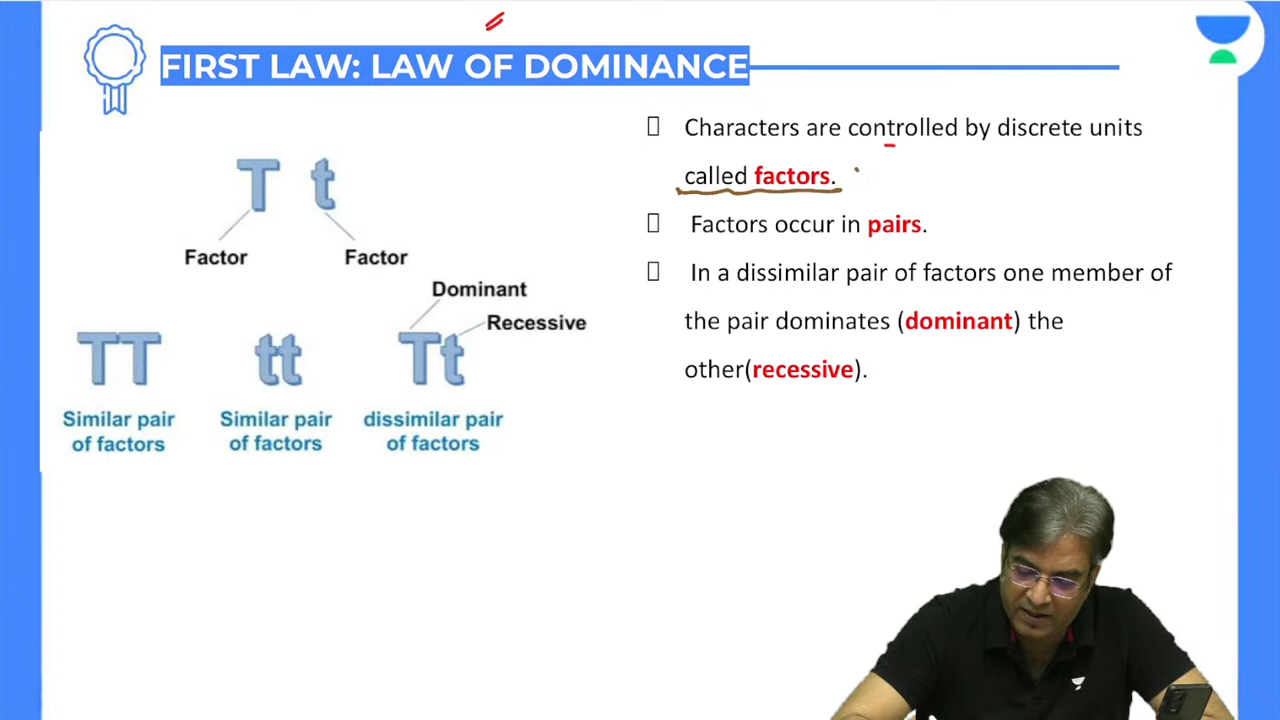 FIRST LAW: LAW OF DOMINANCE
T t
Factor Factor
Dominant
Recessive
TT tt Tt
Similar pair of factors
Similar pair of factors
dissimilar pair of factors
Characters are controlled by discrete units
called factors.
Factors occur in pairs.
In a dissimilar pair of factors one member of
the pair dominates (dominant) the
other(recessive).